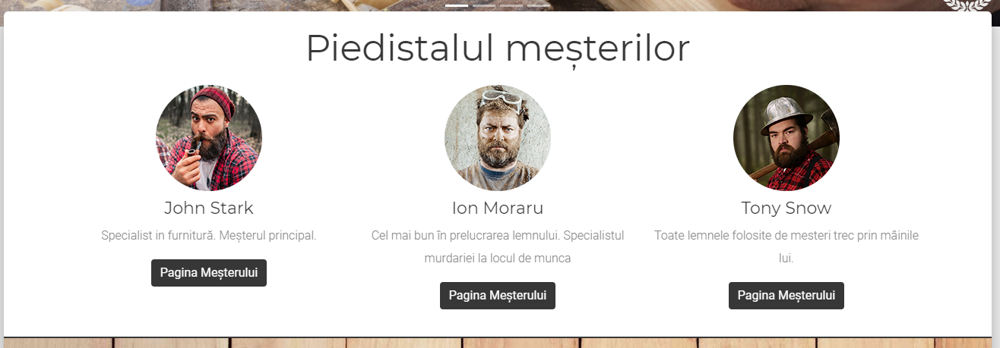 Piedistalul meșterilor
John Stark
Specialist in furnitură. Meșterul principal.
Pagina Meșterului
Ion Moraru
Cel mai bun în prelucrarea lemnului. Specialistul
murdariei la locul de munca
Pagina Meșterului
Tony Snow
Toate lemnele folosite de mesteri trec prin mâinile
lui.
Pagina Meșterului